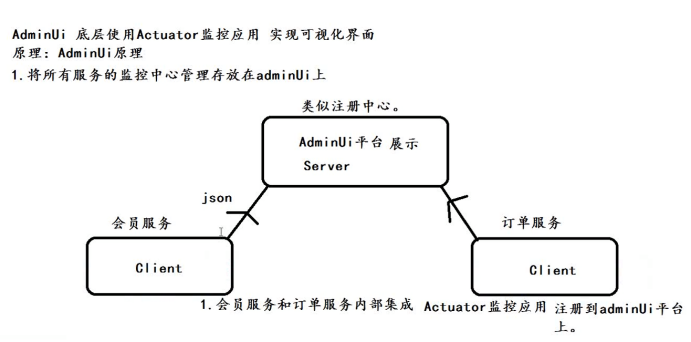 AdminUi 底层使用Actuator监控应用 实现可视化界面
原理：AdminUi原理
1.将所有服务的监控中心管理存放在adminUi上
类似注册中心。
AdminUi平台 展示
Server
json
会员服务
订单服务
Client
Client
1.会员服务和订单服务内部集成 Actuator监控应用 注册到adminUi平台
上。